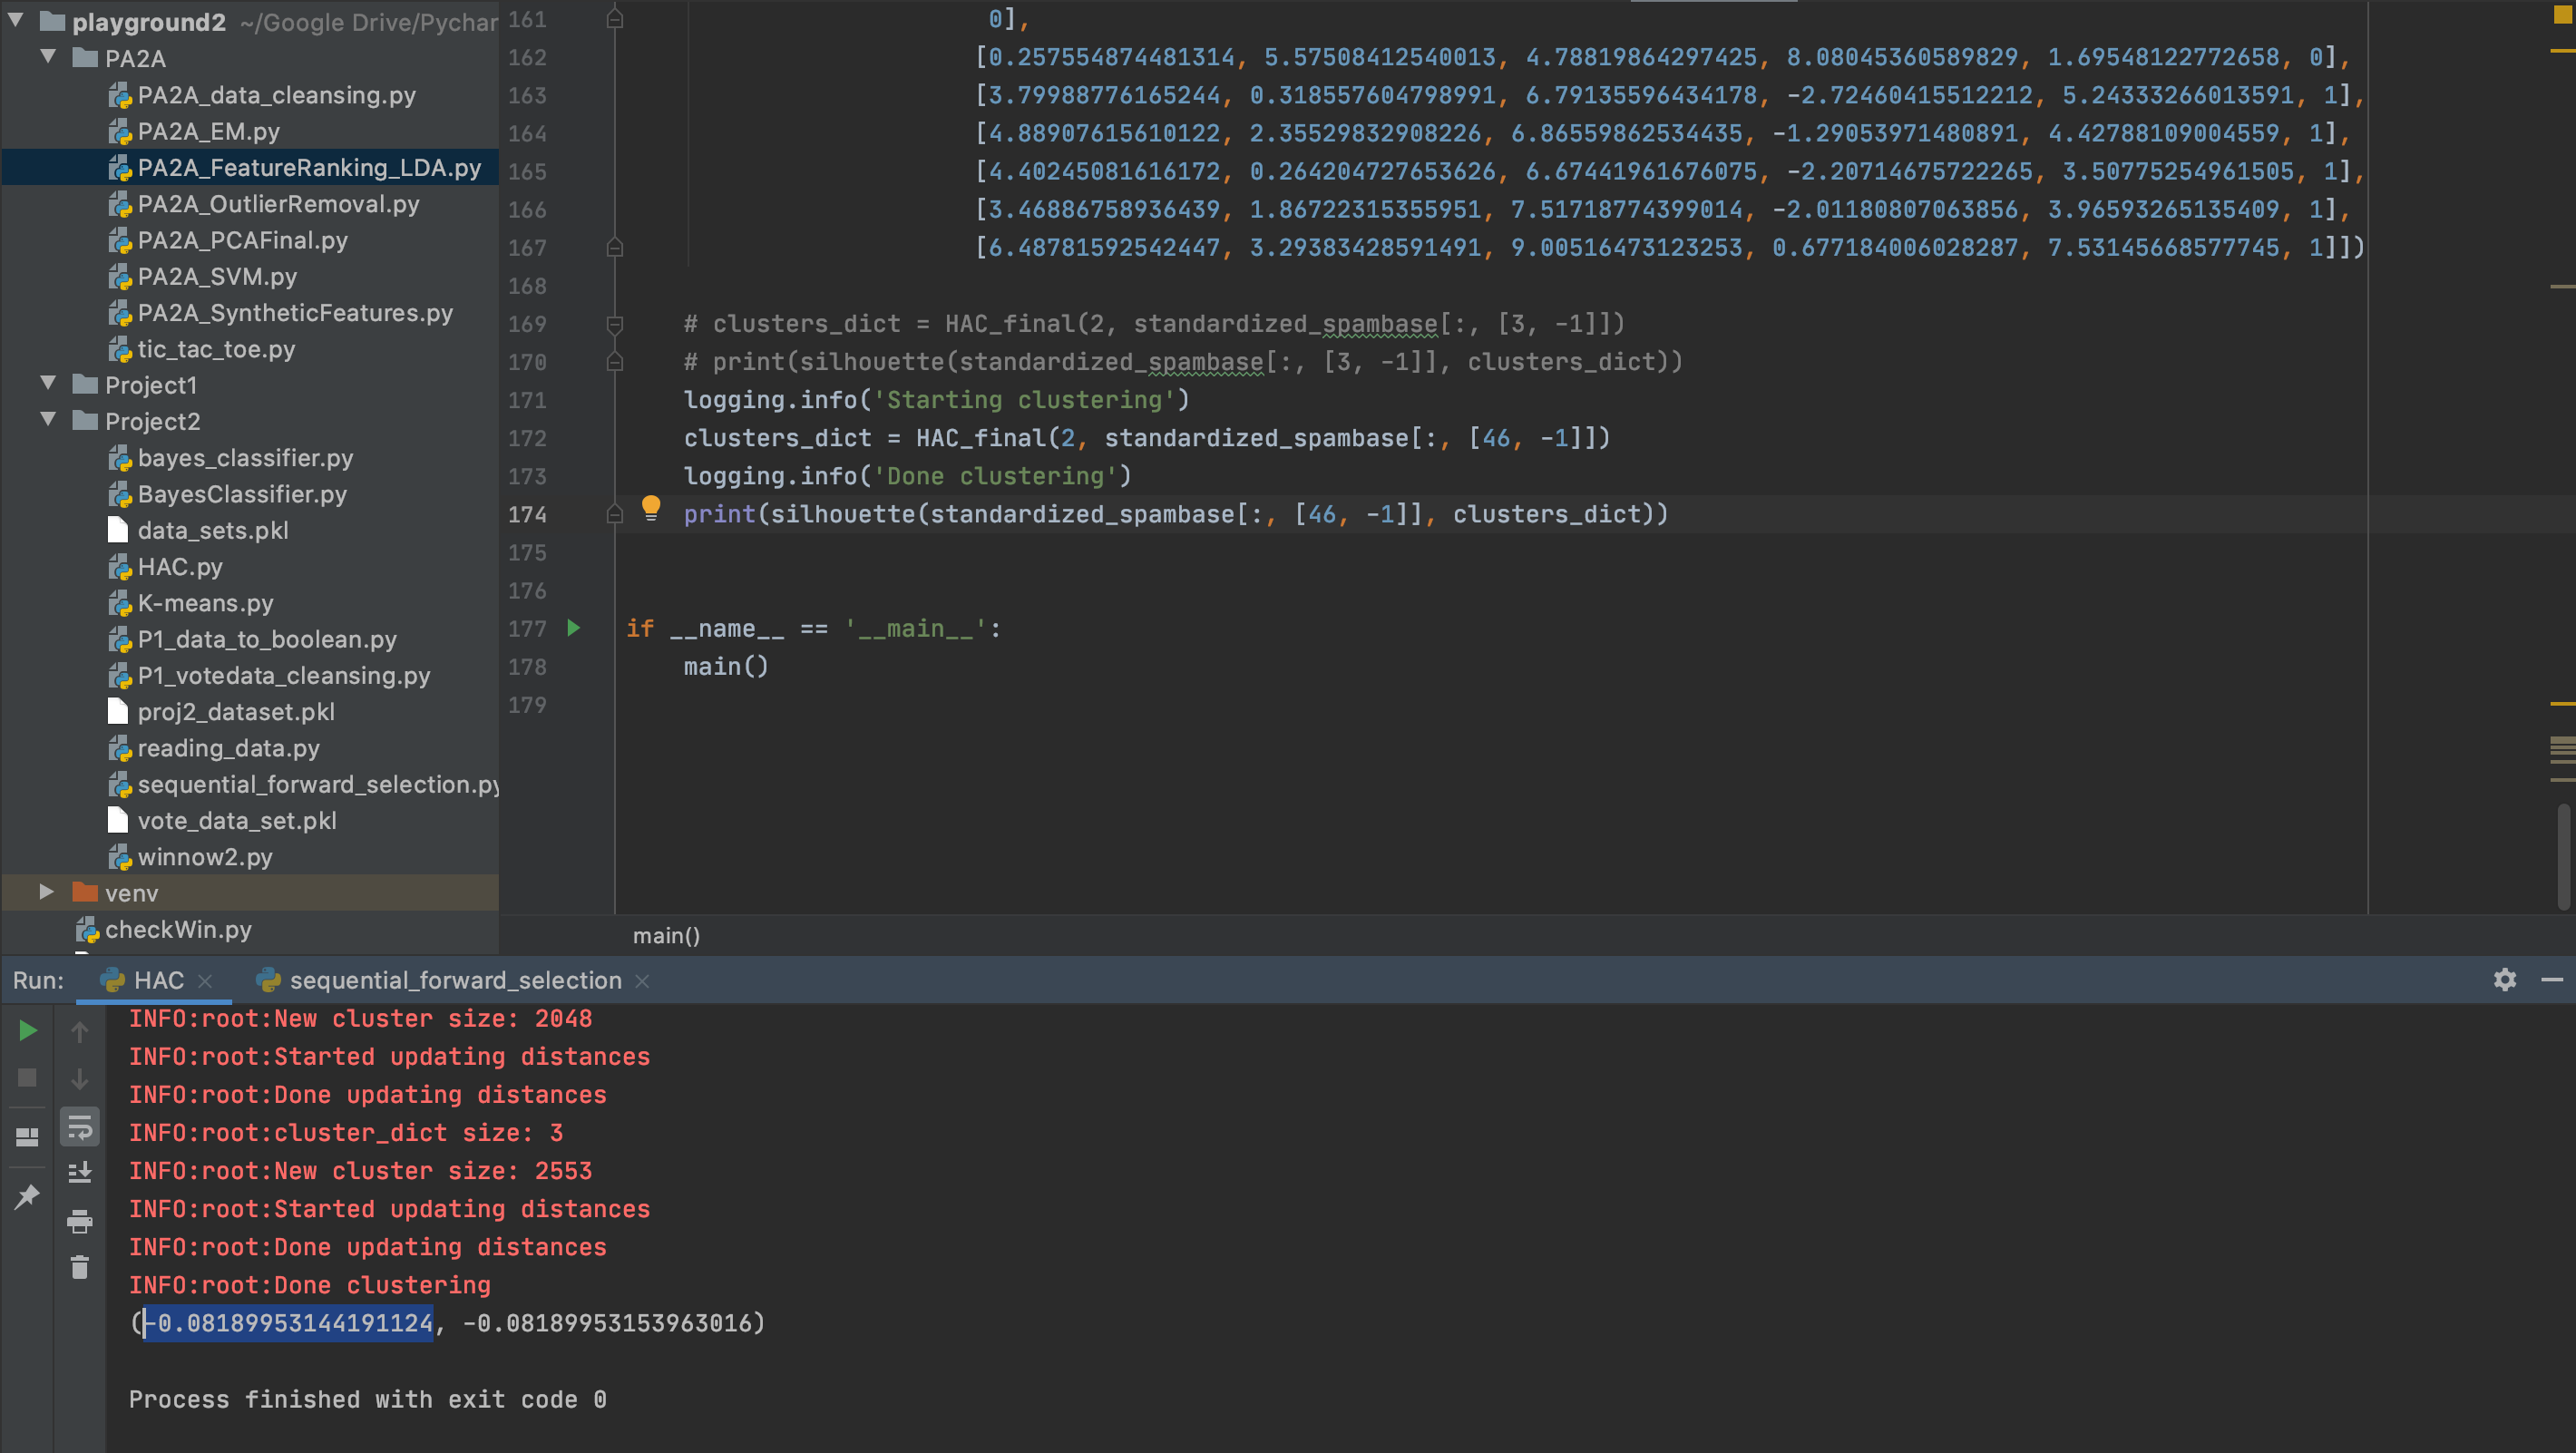 playground2 ~/Google Drive/Pychar
PA2A
PA2A_data_cleansing.py
PA2A_EM.py
PA2A_FeatureRanking_LDA.py
PA2A_OutlierRemoval.py
PA2A_PCAFinal.py
PA2A_SVM.py
PA2A_SyntheticFeatures.py
tic_tac_toe.py
Project1
Project2
bayes_classifier.py
BayesClassifier.py
data_sets.pkl
HAC.py
K-means.py
P1_data_to_boolean.py
P1_votedata_cleansing.py
proj2_dataset.pkl
reading_data.py
sequential_forward_selection.py
vote_data_set.pkl
winnow2.py
venv
checkWin.py
161 0],
162 [0.257554874481314, 5.57508412540013, 4.78819864297425, 8.08045360589829, 1.69548122772658, 0],
163 [3.79988776165244, 0.318557604798991, 6.79135596434178, -2.72460415512212, 5.24333266013591, 1],
164 [4.88907615610122, 2.35529832908226, 6.86559862534435, -1.29053971480891, 4.42788109004559, 1],
165 [4.40245081616172, 0.264204727653626, 6.67441961676075, -2.20714675722265, 3.50775254961505, 1],
166 [3.46886758936439, 1.86722315355951, 7.51718774399014, -2.01180807063856, 3.96593265135409, 1],
167 [6.48781592542447, 3.29383428591491, 9.00516473123253, 0.677184006028287, 7.53145668577745, 1]])
168
169 # clusters_dict = HAC_final(2, standardized_spambase[:, [3, -1]])
170 # print(silhouette(standardized_spambase[:, [3, -1]], clusters_dict))
171 logging.info('Starting clustering')
172 clusters_dict = HAC_final(2, standardized_spambase[:, [46, -1]])
173 logging.info('Done clustering')
174 print(silhouette(standardized_spambase[:, [46, -1]], clusters_dict))
175
176
177 if __name__ == '__main__':
178 main()
179
main()
Run: HAC sequential_forward_selection
INFO:root:New cluster size: 2048
INFO:root:Started updating distances
INFO:root:Done updating distances
INFO:root:cluster_dict size: 3
INFO:root:New cluster size: 2553
INFO:root:Started updating distances
INFO:root:Done updating distances
INFO:root:Done clustering
(-0.08189953144191124, -0.08189953153963016)
Process finished with exit code 0